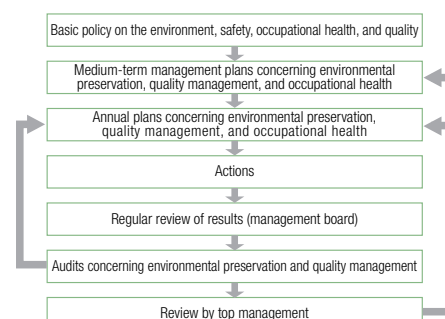 Basic policy on the environment, safety, occupational health, and quality
Medium-term management plans concerning environmental
preservation, quality management, and occupational health
Annual plans concerning environmental preservation,
quality management, and occupational health
Actions
Regular review of results (management board)
Audits concerning environmental preservation and quality management
Review by top management